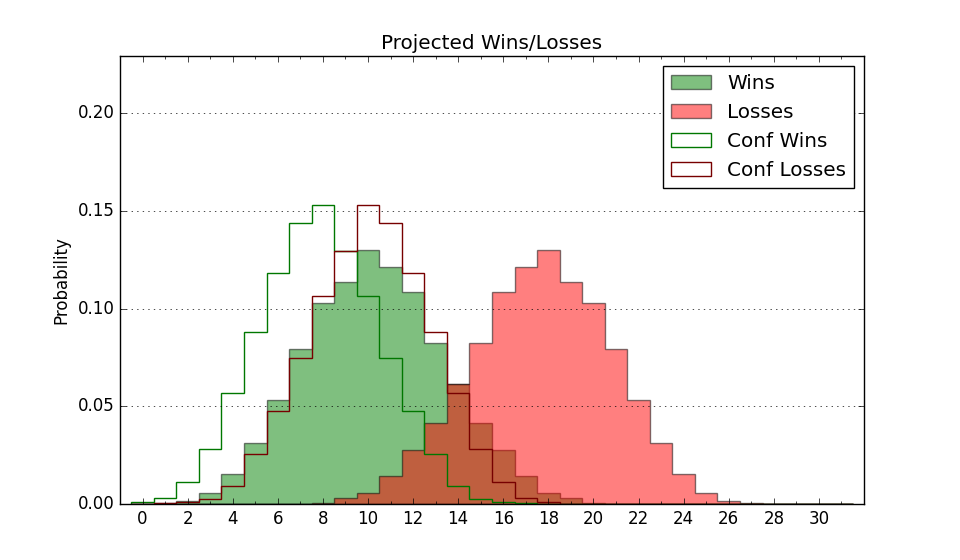 Projected Wins/Losses
Wins
Losses
Conf Wins
Conf Losses
Probability
0.20
0.15
0.10
0.05
0.00
0 2 4 6 8 10 12 14 16 18 20 22 24 26 28 30